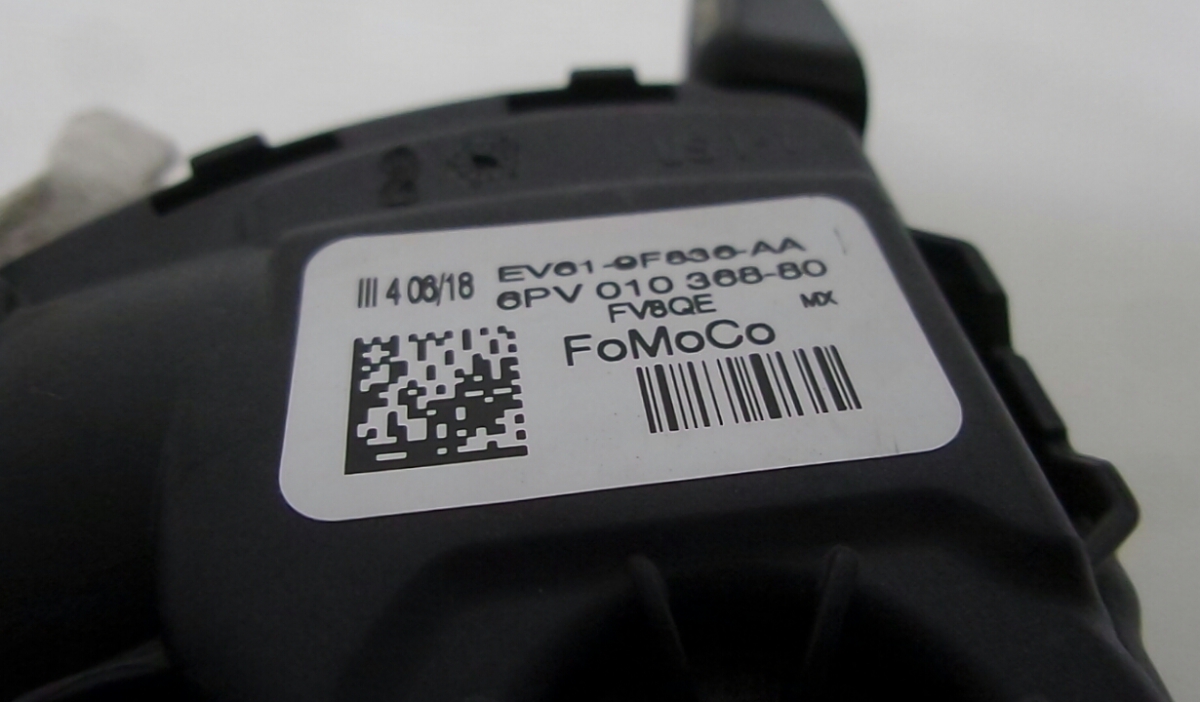 III 4 06/18 EV61-9F836-AA
6PV 010 368-80
FV8QE MX
FoMoCo